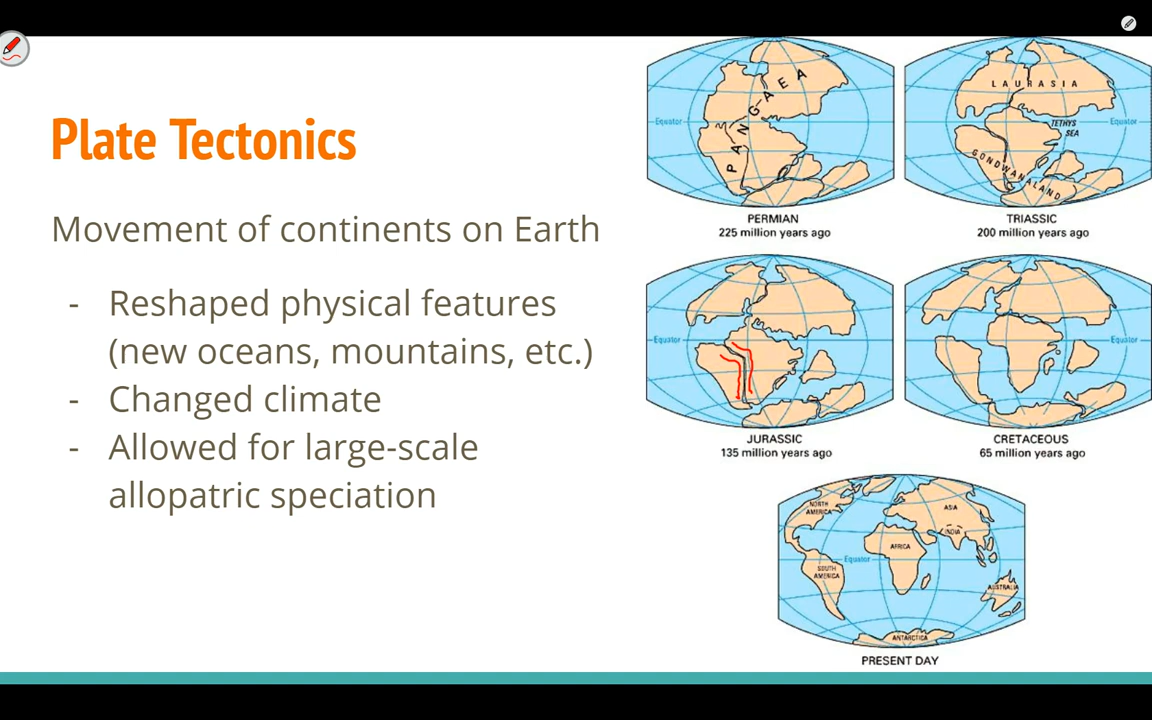 Plate Tectonics
Movement of continents on Earth
- Reshaped physical features
(new oceans, mountains, etc.)
- Changed climate
- Allowed for large-scale
allopatric speciation
PANGAEA
Equator
PERMIAN
225 million years ago
LAURASIA
TETHYS
SEA
Equator
GONDWANALAND
TRIASSIC
200 million years ago
Equator
JURASSIC
135 million years ago
Equator
CRETACEOUS
65 million years ago
NORTH
AMERICA
ASIA
INDIA
AFRICA
Equator
SOUTH
AMERICA
AUSTRALIA
ANTARCTICA
PRESENT DAY